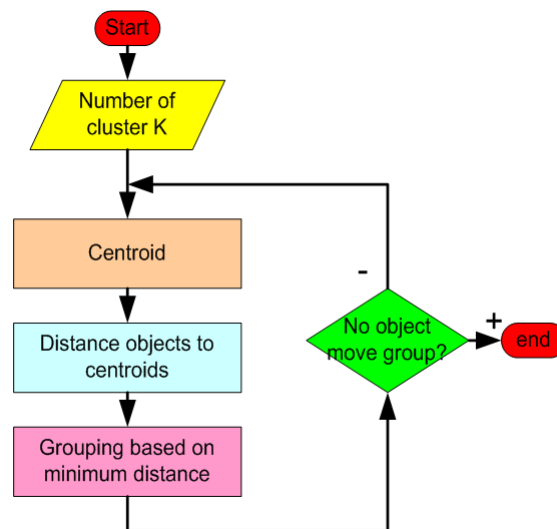 Start
Number of
cluster K
Centroid
Distance objects to
centroids
Grouping based on
minimum distance
-
No object
move group?
+
end